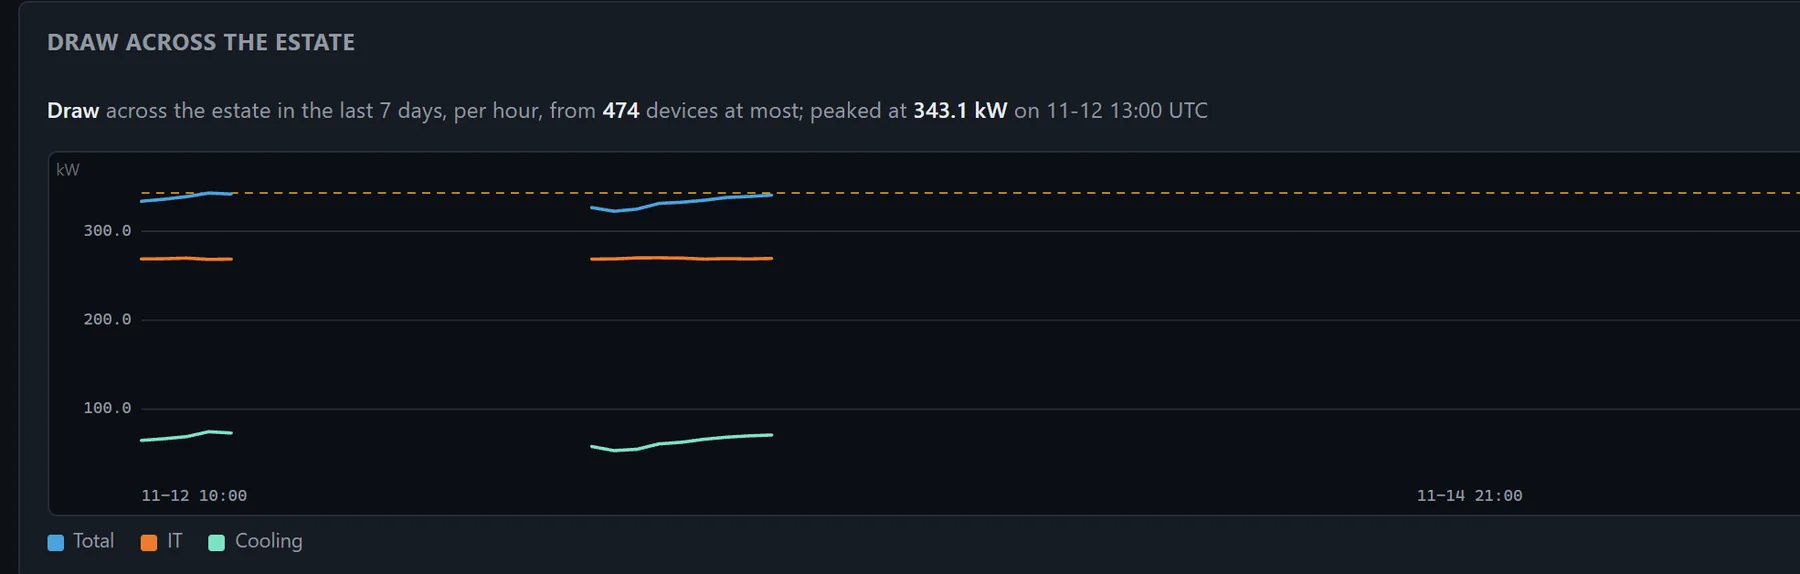 DRAW ACROSS THE ESTATE
Draw across the estate in the last 7 days, per hour, from 474 devices at most; peaked at 343.1 kW on 11-12 13:00 UTC
kW
300.0
200.0
100.0
11-12 10:00 11-14 21:00
Total IT Cooling